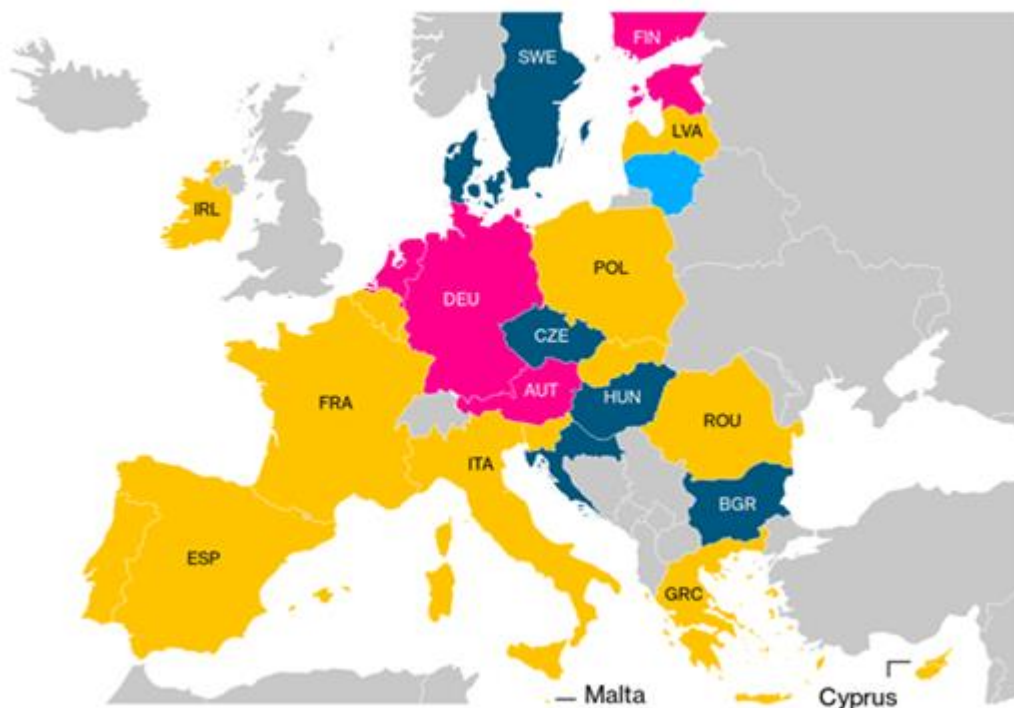 FIN
SWE
LVA
IRL
POL
DEU
CZE
AUT
HUN
FRA
ROU
ITA
BGR
ESP
GRC
Malta
Cyprus